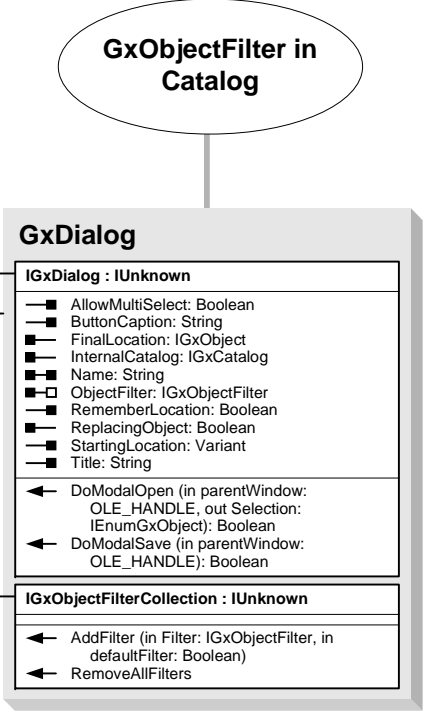 GxObjectFilter in
Catalog
GxDialog
IGxDialog : IUnknown
AllowMultiSelect: Boolean
ButtonCaption: String
FinalLocation: IGxObject
InternalCatalog: IGxCatalog
Name: String
ObjectFilter: IGxObjectFilter
RememberLocation: Boolean
ReplacingObject: Boolean
StartingLocation: Variant
Title: String
DoModalOpen (in parentWindow:
OLE_HANDLE, out Selection:
IEnumGxObject): Boolean
DoModalSave (in parentWindow:
OLE_HANDLE): Boolean
IGxObjectFilterCollection : IUnknown
AddFilter (in Filter: IGxObjectFilter, in
defaultFilter: Boolean)
RemoveAllFilters